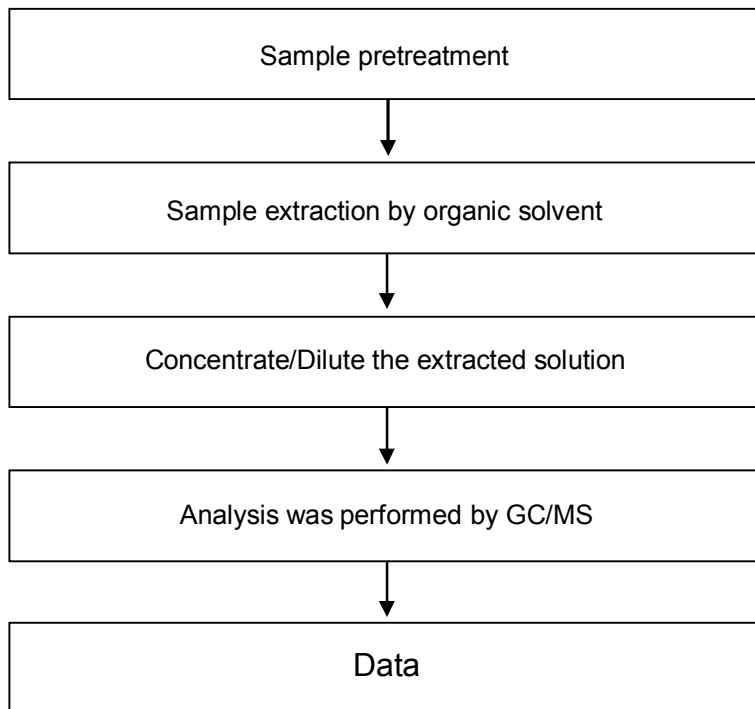 Sample pretreatment
Sample extraction by organic solvent
Concentrate/Dilute the extracted solution
Analysis was performed by GC/MS
Data